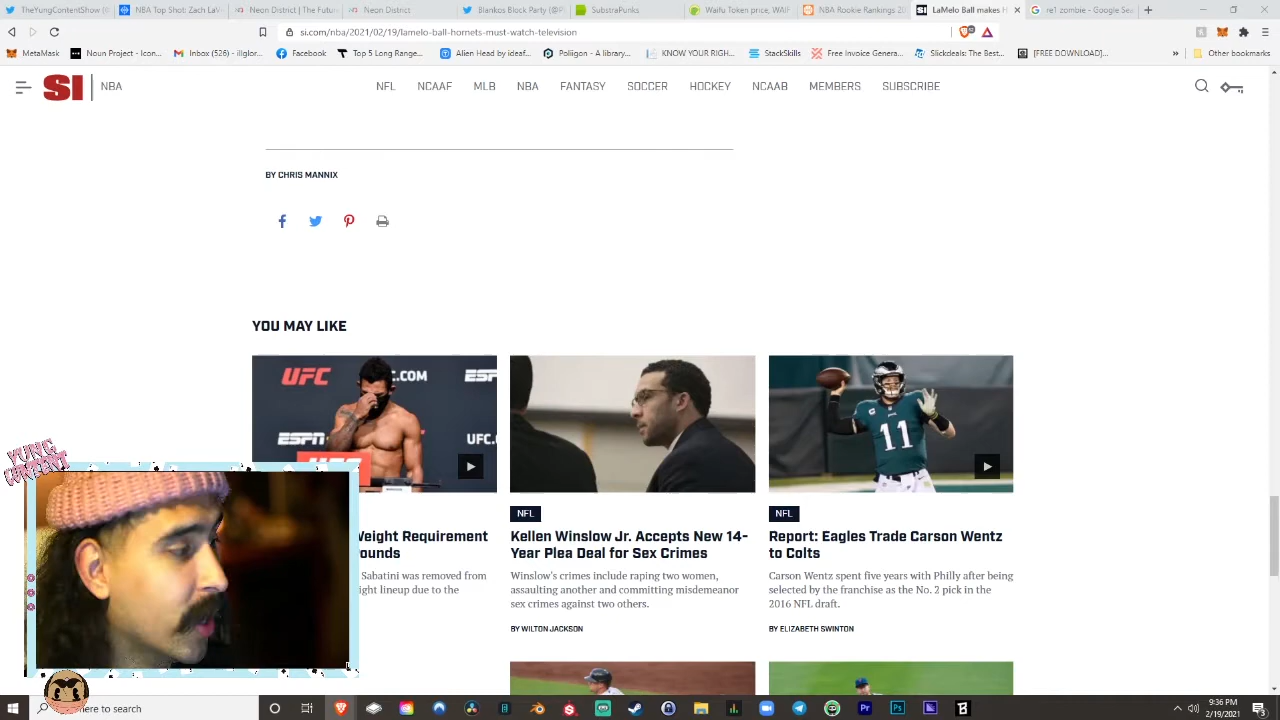 TheYungContentShow
NBA Top Shot: Zach Lav
Neon District | The Future
Blankos Block Party
SubstraPunks
Waifu Token price, WAIF
NBA Rookie Rankings 20
LaMelo Ball makes H
re1 zombie - Google Sea
si.com/nba/2021/02/19/lamelo-ball-hornets-must-watch-television
MetaMask
Noun Project - Icon...
Inbox (526) - illglor...
Facebook
Top 5 Logo Designs...
Alien Head by ideaf...
Poliigon - A library...
KNOW YOUR RIGH...
StackSkills
Free Invoice Genera...
Slickdeals: The Best...
[FREE DOWNLOAD]...
Other bookmarks
SI NBA
NFL NCAAF MLB NBA FANTASY SOCCER HOCKEY NCAAB MEMBERS SUBSCRIBE
BY CHRIS MANNIX
YOU MAY LIKE
UFC
C.COM
ESP
ESPN
UFC.
11
Weight Requirement
ounds
Sabatini was removed from
ight lineup due to the
NFL
Kellen Winslow Jr. Accepts New 14-
Year Plea Deal for Sex Crimes
Winslow's crimes include raping two women,
assaulting another and committing misdemeanor
sex crimes against two others.
BY WILTON JACKSON
NFL
Report: Eagles Trade Carson Wentz
to Colts
Carson Wentz spent five years with Philly after being
selected by the franchise as the No. 2 pick in the
2016 NFL draft.
BY ELIZABETH SWINTON
here to search
9:36 PM
2/19/2021